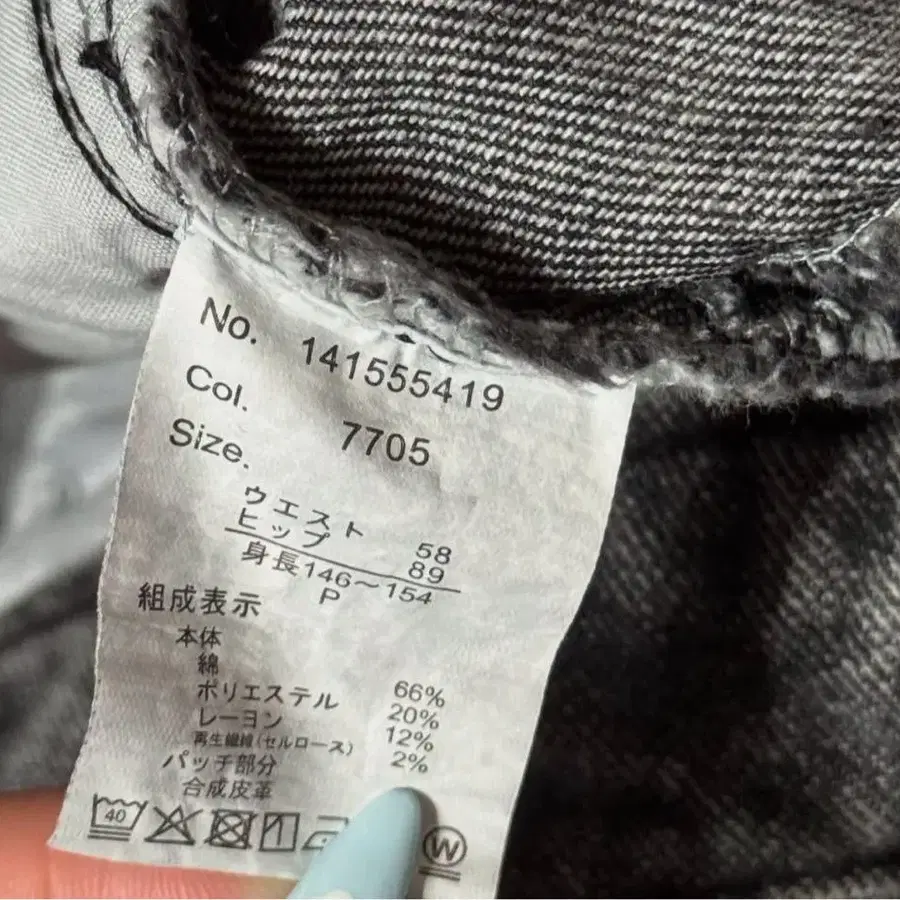 No. 141555419
Col. 7705
Size.
ウエスト 58
ヒップ 89
身長146～154
P
組成表示
本体
綿 66%
ポリエステル 20%
レーヨン 12%
再生繊維(セルロース) 2%
パッチ部分
合成皮革
40
W